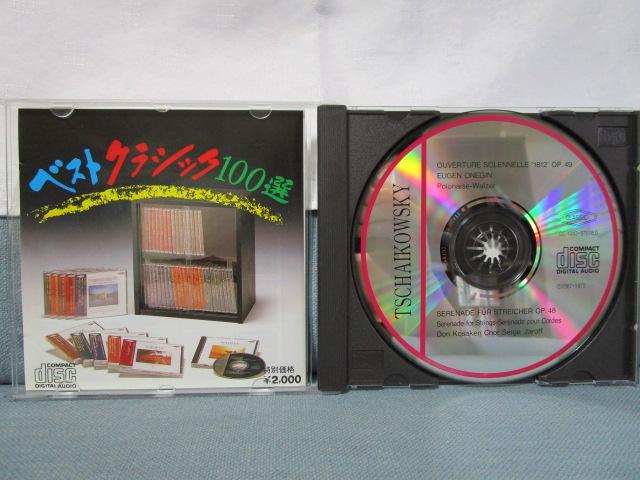 ベスト クラシック100選
COMPACT
disc
DIGITAL AUDIO
特別価格
¥2,000
TSCHAIKOWSKY
OUVERTURE SOLENNELLE "1812" OP. 49
EUGEN ONEGIN
Polonaise-Walzer
COMPACT
disc
DIGITAL AUDIO
SERENADE FÜR STREICHER OP. 48
Serenade for Strings-Serenade pour Cordes
Don Kosaken Chor Serge Jaroff